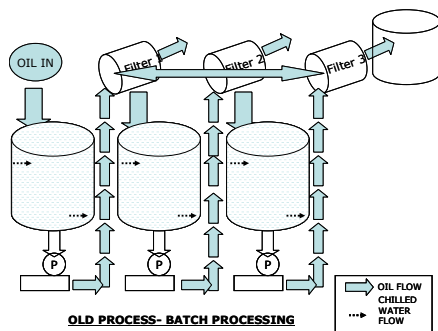 OIL IN
Filter 1
Filter 2
Filter 3
P
P
P
OLD PROCESS- BATCH PROCESSING
OIL FLOW
CHILLED
WATER
FLOW